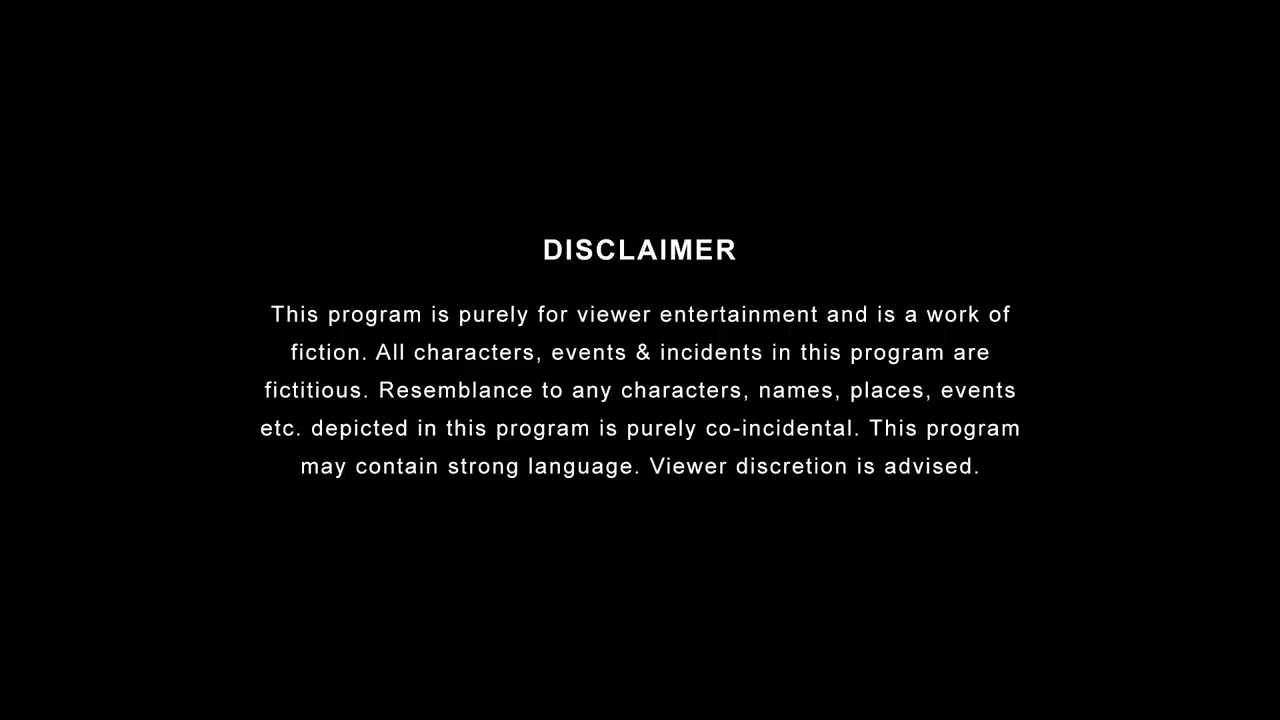 DISCLAIMER
This program is purely for viewer entertainment and is a work of
fiction. All characters, events & incidents in this program are
fictitious. Resemblance to any characters, names, places, events
etc. depicted in this program is purely co-incidental. This program
may contain strong language. Viewer discretion is advised.